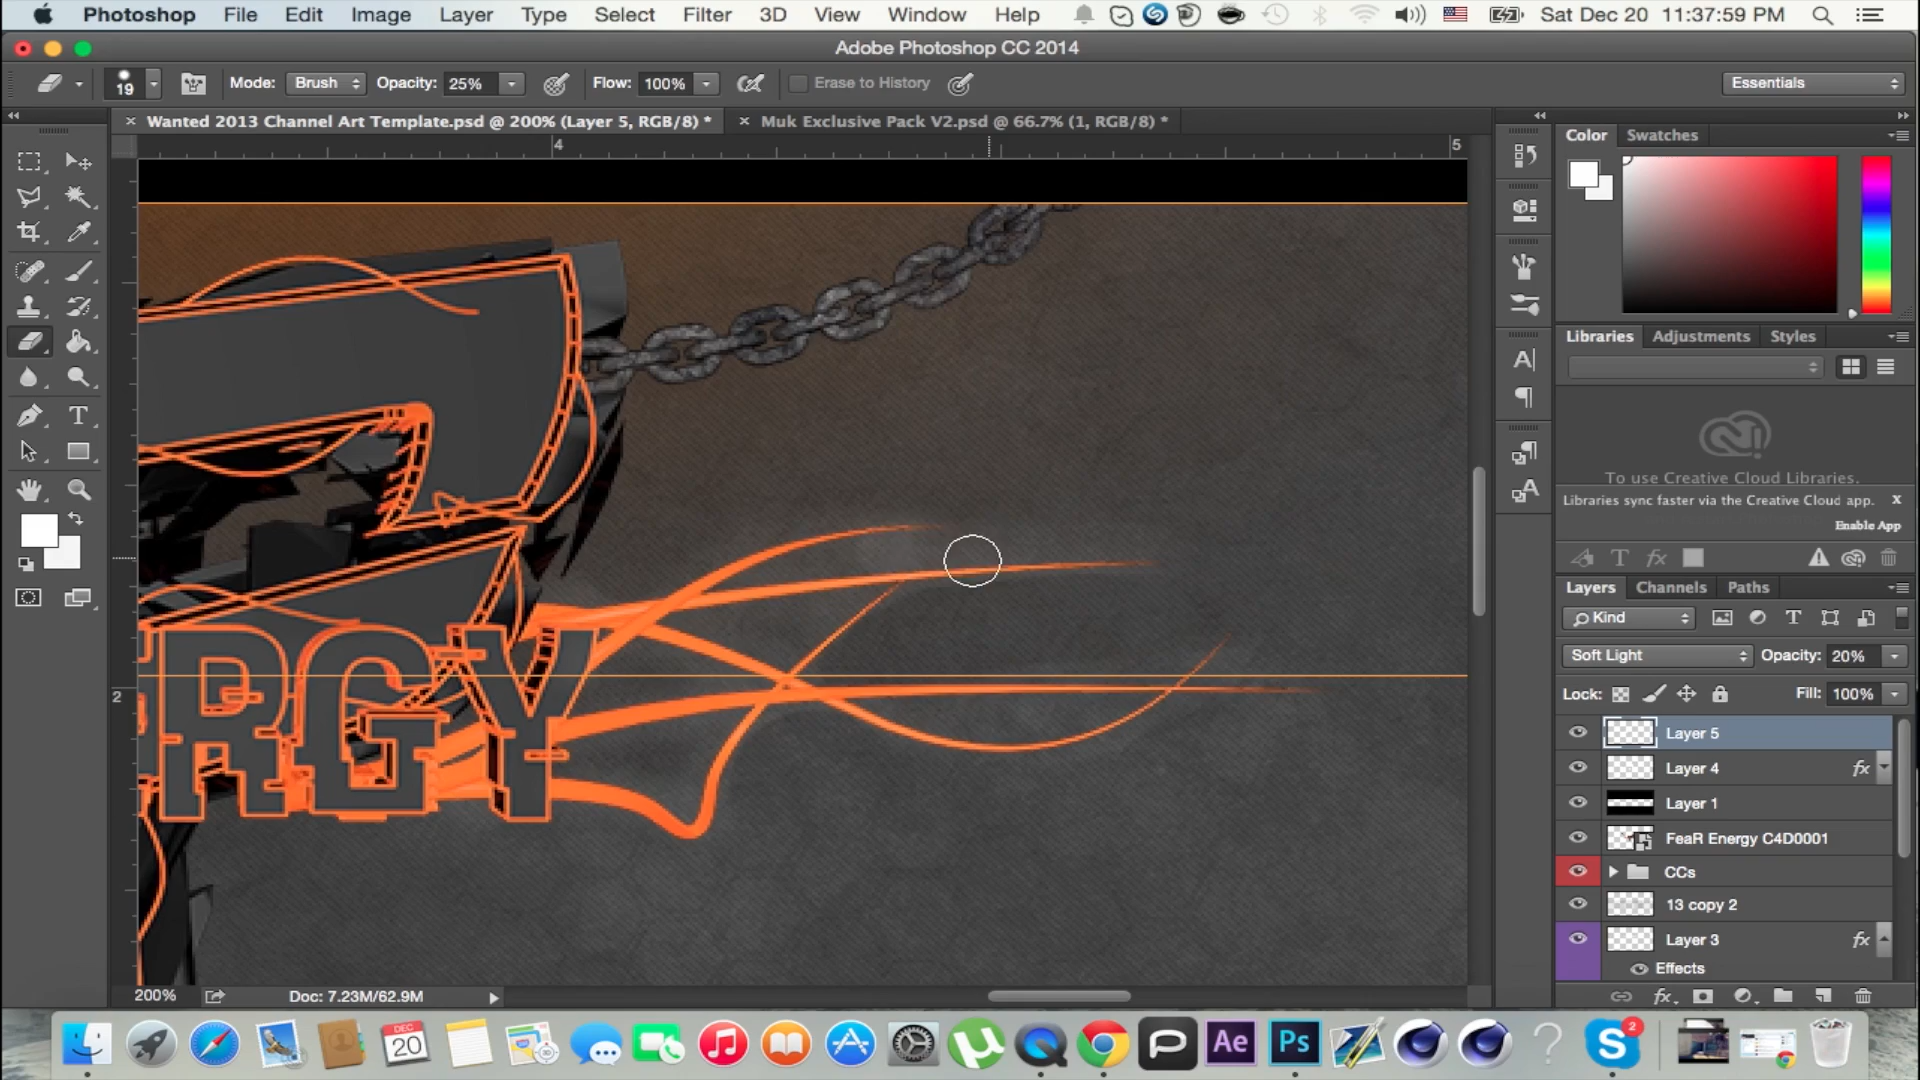 Photoshop File Edit Image Layer Type Select Filter 3D View Window Help Sat Dec 20 11:37:59 PM
Adobe Photoshop CC 2014
19 Mode: Brush Opacity: 25% Flow: 100% Erase to History Essentials
Wanted 2013 Channel Art Template.psd @ 200% (Layer 5, RGB/8) * Muk Exclusive Pack V2.psd @ 66.7% (1, RGB/8) *
4 5
2
Color Swatches
Libraries Adjustments Styles
To use Creative Cloud Libraries.
Libraries sync faster via the Creative Cloud app. x
Enable App
Layers Channels Paths
Kind
Soft Light Opacity: 20%
Lock: Fill: 100%
Layer 5
Layer 4 fx
Layer 1
FeaR Energy C4D0001
CCs
13 copy 2
Layer 3 fx
Effects
RGY
200% Doc: 7.23M/62.9M
DEC
20
Ae
Ps
2